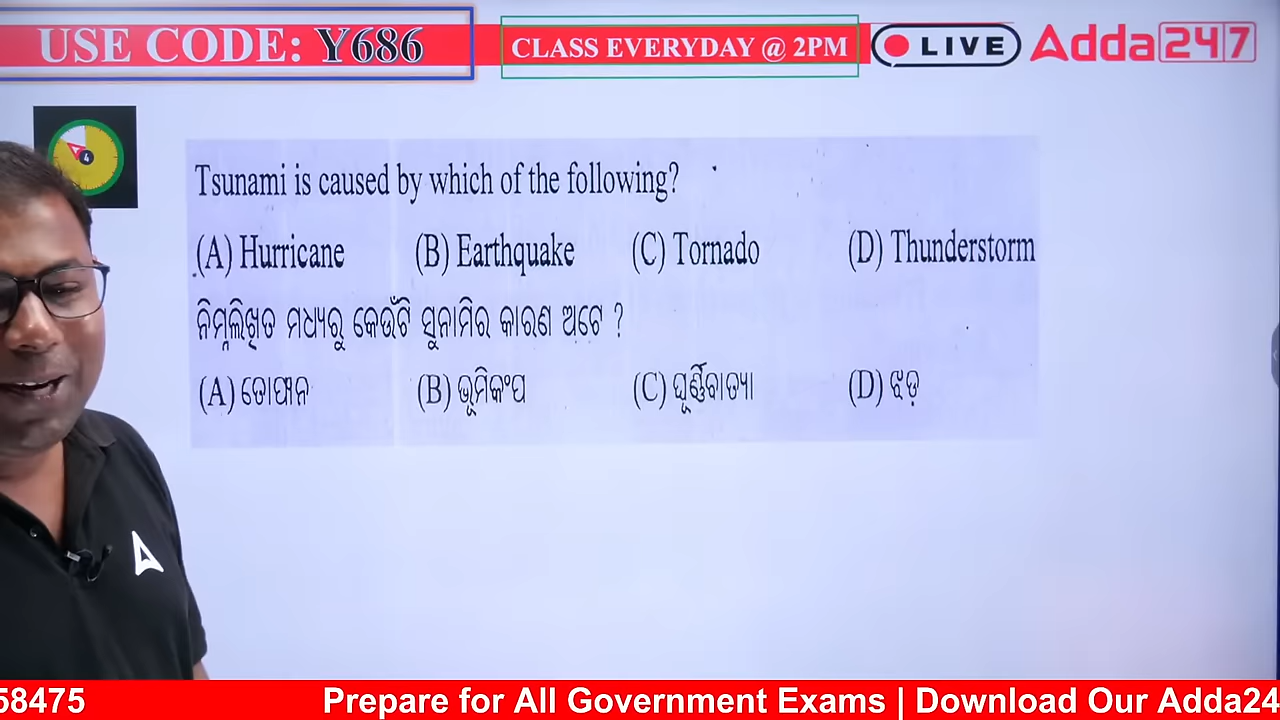 USE CODE: Y686
CLASS EVERYDAY @ 2PM
LIVE
Adda247
4
Tsunami is caused by which of the following?
(A) Hurricane (B) Earthquake (C) Tornado (D) Thunderstorm
ନିମ୍ନଲିଖିତ ମଧ୍ୟରୁ କେଉଁଟି ସୁନାମିର କାରଣ ଅଟେ ?
(A) ତୋଫାନ (B) ଭୂମିକଂପ (C) ଘୂର୍ଣ୍ଣିବାତ୍ୟା (D) ଝଡ଼
58475 Prepare for All Government Exams | Download Our Adda24